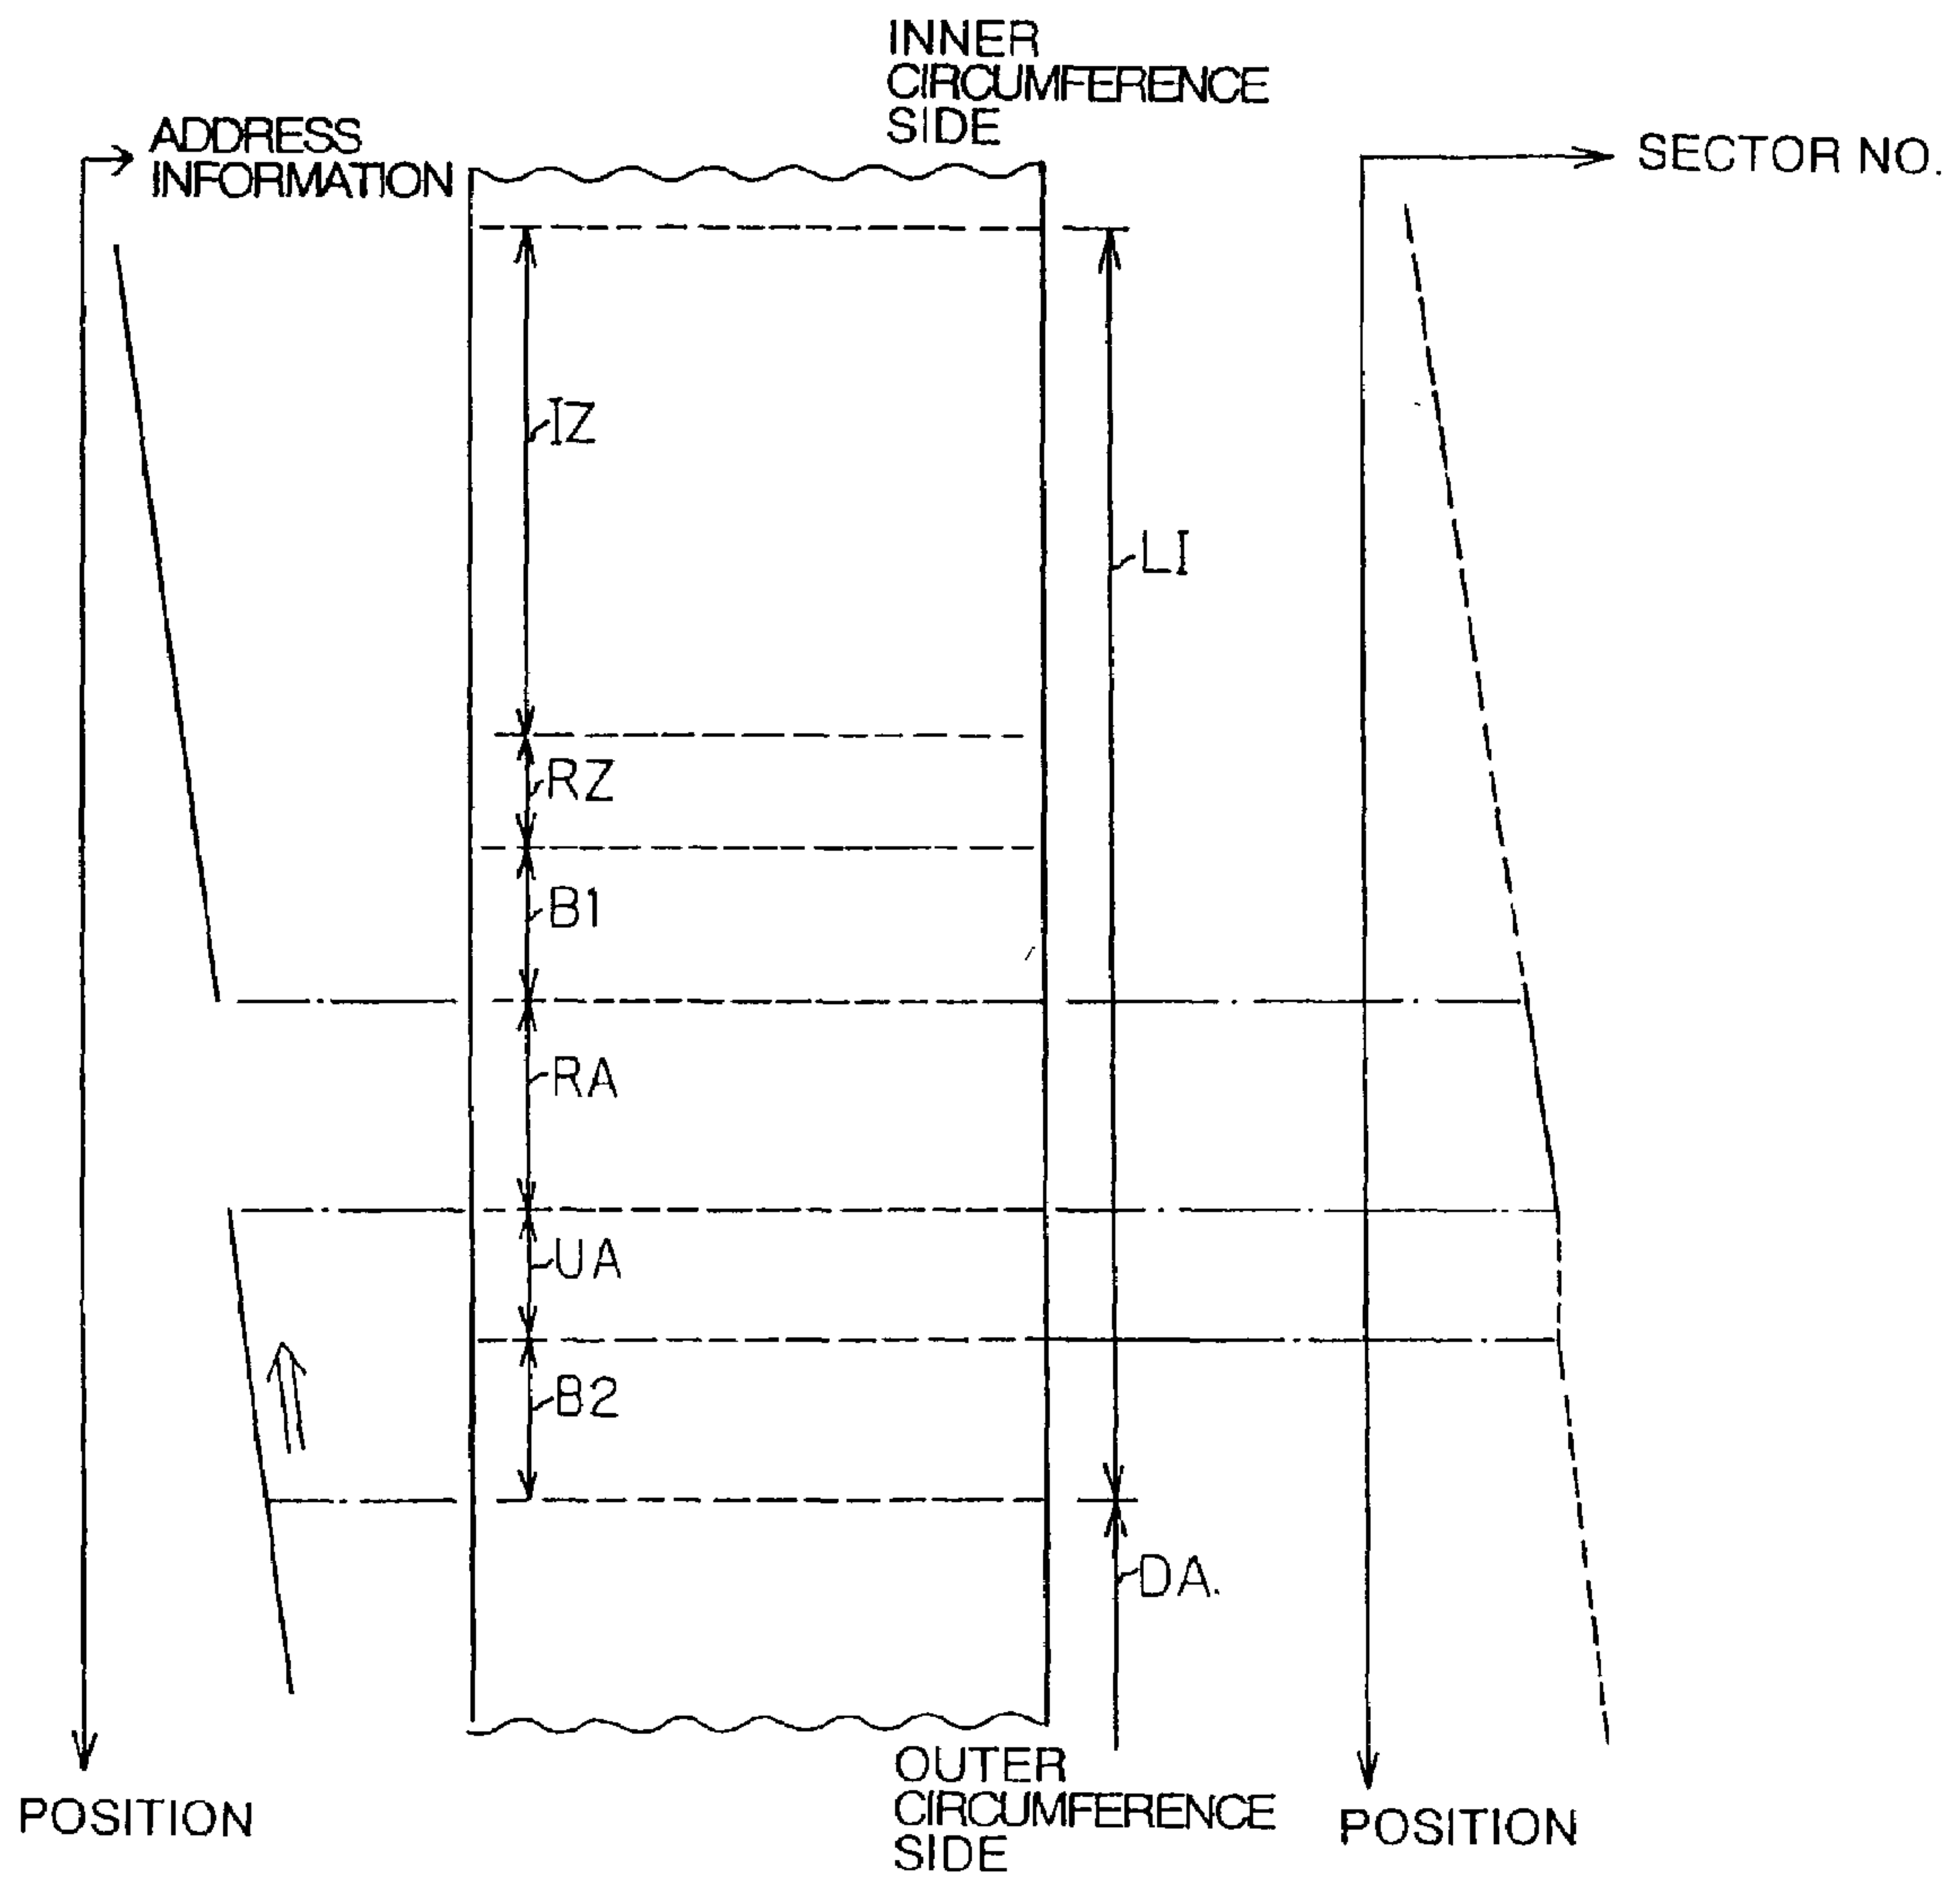 INNER
CIRCUMFERENCE
SIDE
ADDRESS
INFORMATION
SECTOR NO.
IZ
LI
RZ
B1
RA
UA
B2
DA.
OUTER
CIRCUMFERENCE
SIDE
POSITION
POSITION